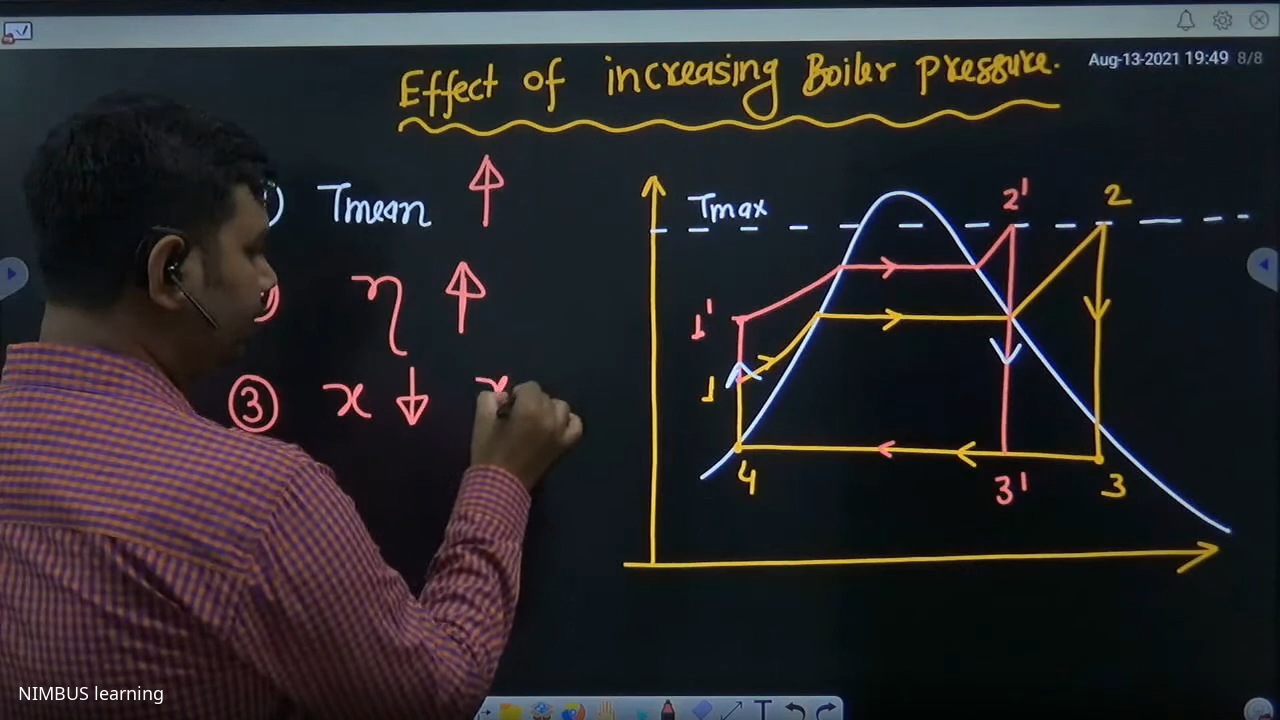 Effect of increasing Boiler pressure.
Aug-13-2021 19:49 8/8
Tmean ↑
η ↑
③ x ↓ x
Tmax
2' 2
1'
1
4 3' 3
NIMBUS learning